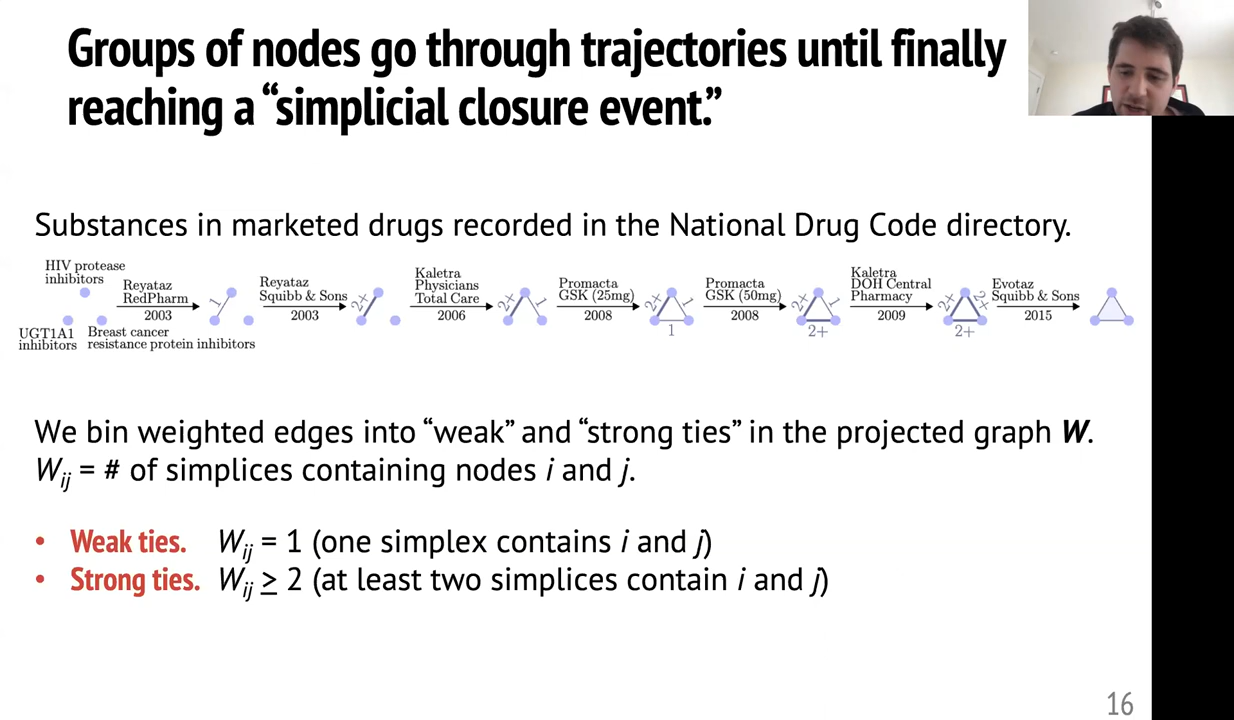 Groups of nodes go through trajectories until finally
reaching a “simplicial closure event.”
Substances in marketed drugs recorded in the National Drug Code directory.
HIV protease
inhibitors
UGT1A1
inhibitors
Breast cancer
resistance protein inhibitors
Reyataz
RedPharm
2003
1
Reyataz
Squibb & Sons
2003
2+
Kaletra
Physicians
Total Care
2006
2+
1
Promacta
GSK (25mg)
2008
2+
1
1
Promacta
GSK (50mg)
2008
2+
1
2+
Kaletra
DOH Central
Pharmacy
2009
2+
2+
2+
Evotaz
Squibb & Sons
2015
We bin weighted edges into “weak” and “strong ties” in the projected graph W.
Wij = # of simplices containing nodes i and j.
• Weak ties. Wij = 1 (one simplex contains i and j)
• Strong ties. Wij ≥ 2 (at least two simplices contain i and j)
16